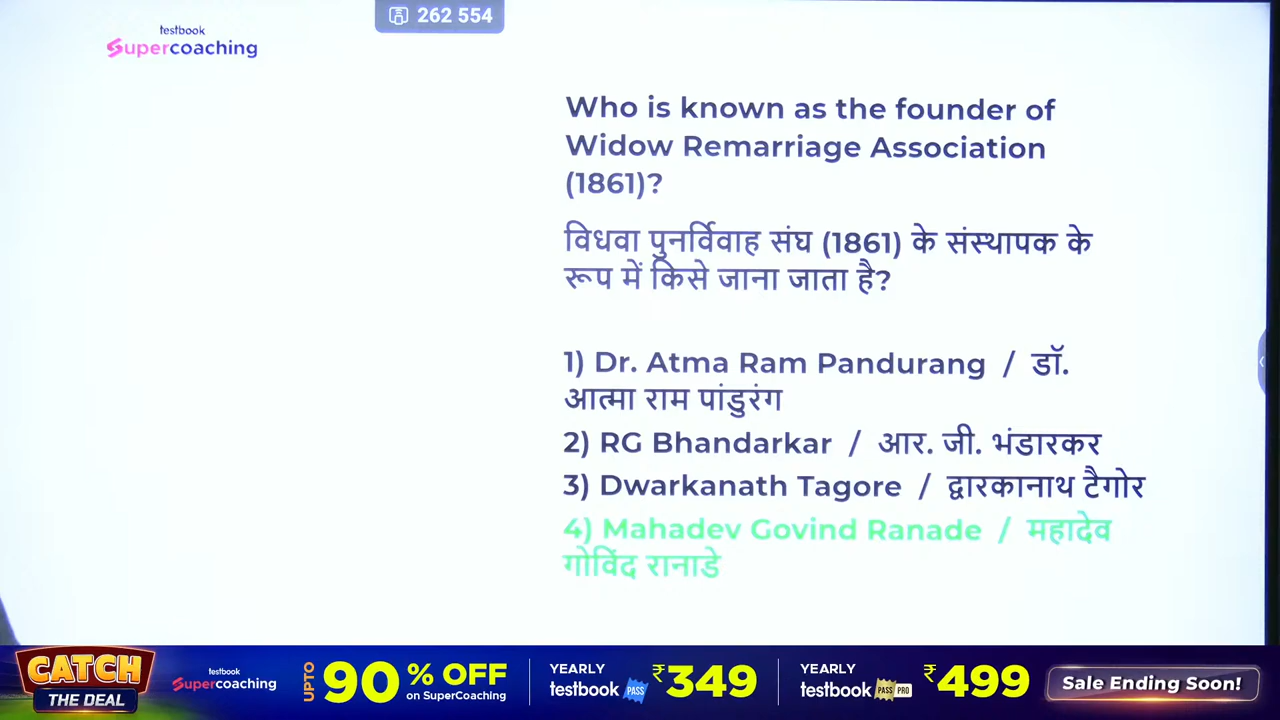 testbook
Supercoaching
262 554
Who is known as the founder of
Widow Remarriage Association
(1861)?
विधवा पुनर्विवाह संघ (1861) के संस्थापक के
रूप में किसे जाना जाता है?
1) Dr. Atma Ram Pandurang / डॉ.
आत्मा राम पांडुरंग
2) RG Bhandarkar / आर. जी. भंडारकर
3) Dwarkanath Tagore / द्वारकानाथ टैगोर
4) Mahadev Govind Ranade / महादेव
गोविंद रानाडे
CATCH
THE DEAL
testbook
Supercoaching
UPTO
90% OFF
on SuperCoaching
YEARLY
testbook PASS
₹349
YEARLY
testbook PASS PRO
₹499
Sale Ending Soon!